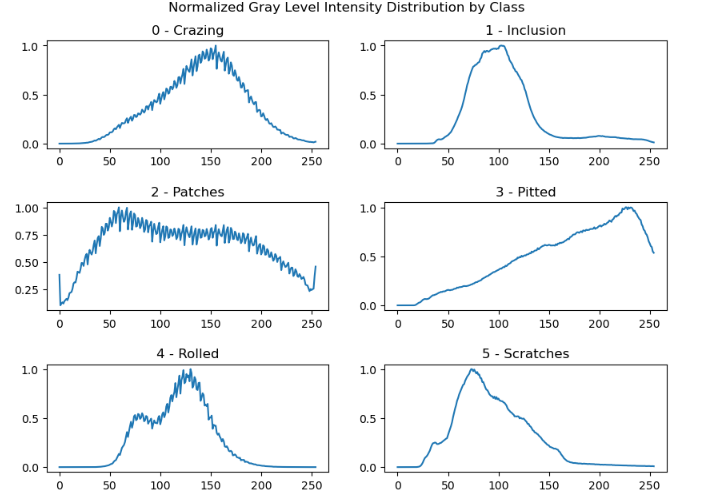 Normalized Gray Level Intensity Distribution by Class
0 - Crazing
1.0
0.5
0.0
0 50 100 150 200 250
1 - Inclusion
1.0
0.5
0.0
0 50 100 150 200 250
2 - Patches
1.00
0.75
0.50
0.25
0 50 100 150 200 250
3 - Pitted
1.0
0.5
0.0
0 50 100 150 200 250
4 - Rolled
1.0
0.5
0.0
0 50 100 150 200 250
5 - Scratches
1.0
0.5
0.0
0 50 100 150 200 250